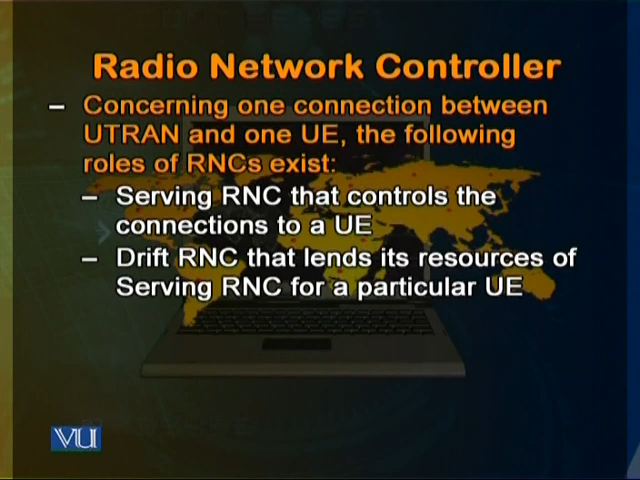 Radio Network Controller
– Concerning one connection between
UTRAN and one UE, the following
roles of RNCs exist:
– Serving RNC that controls the
connections to a UE
– Drift RNC that lends its resources of
Serving RNC for a particular UE
VU